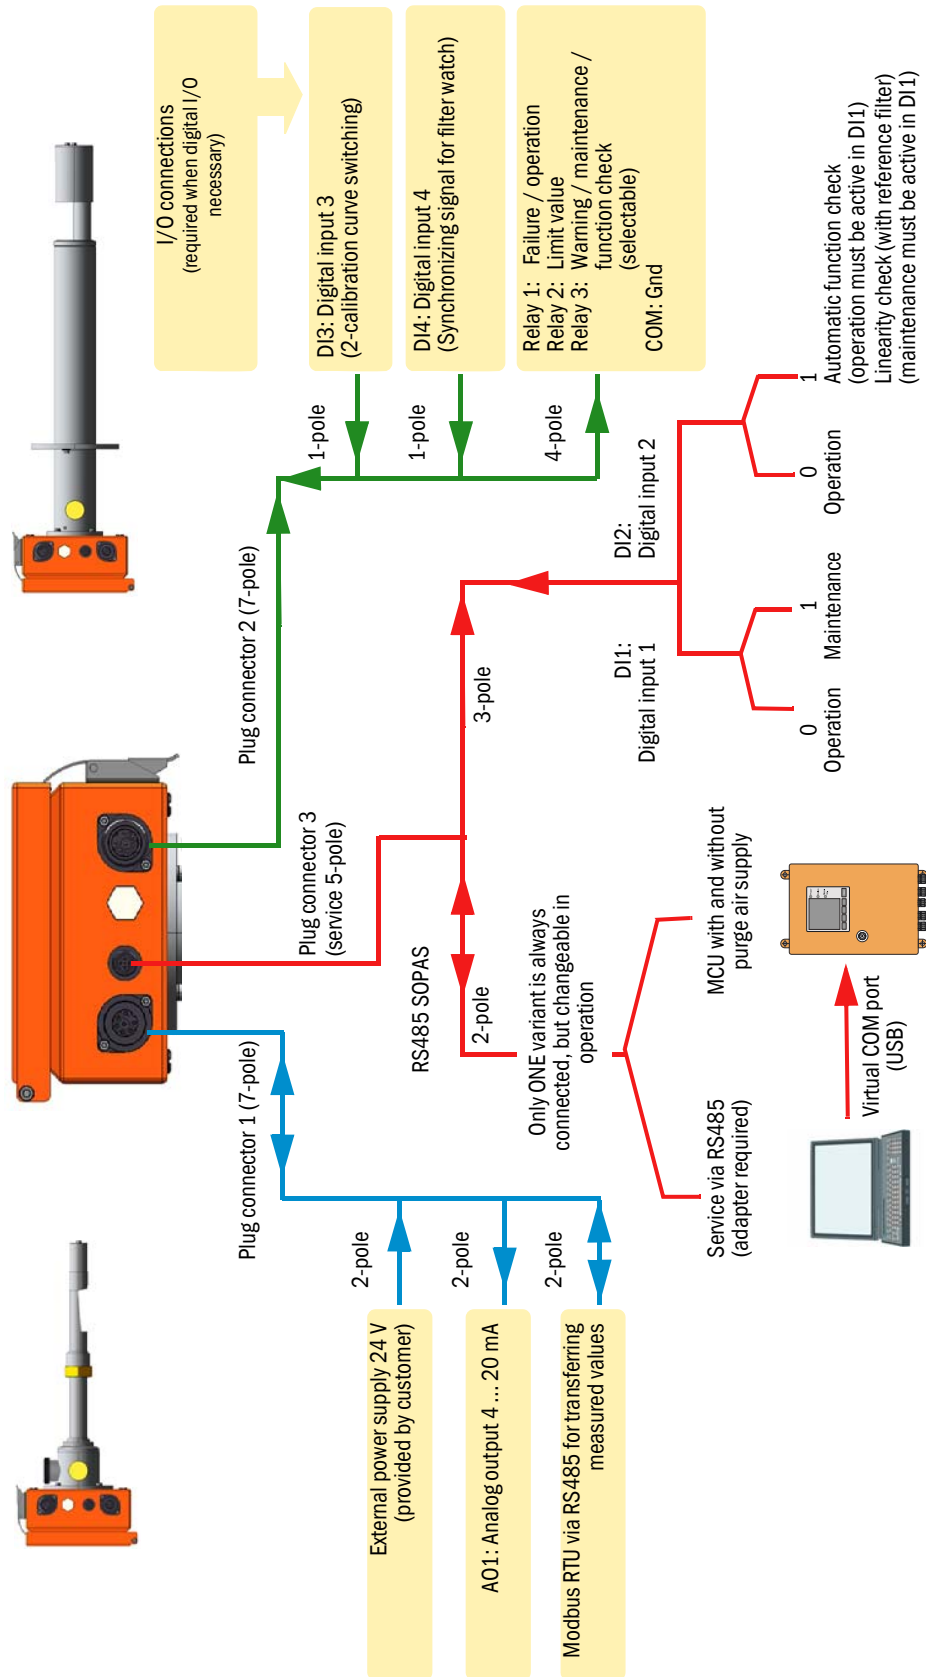 Plug connector 1 (7-pole)
External power supply 24 V
(provided by customer)
2-pole
AO1: Analog output 4 ... 20 mA
2-pole
Modbus RTU via RS485 for transferring
measured values
2-pole
Plug connector 3
(service 5-pole)
RS485 SOPAS
2-pole
3-pole
Only ONE variant is always
connected, but changeable in
operation
Service via RS485
(adapter required)
MCU with and without
purge air supply
Virtual COM port
(USB)
DI1:
Digital input 1
DI2:
Digital input 2
0
Operation
1
Maintenance
0
Operation
1
Automatic function check
(operation must be active in DI1)
Linearity check (with reference filter)
(maintenance must be active in DI1)
Plug connector 2 (7-pole)
I/O connections
(required when digital I/O
necessary)
1-pole
DI3: Digital input 3
(2-calibration curve switching)
1-pole
DI4: Digital input 4
(Synchronizing signal for filter watch)
4-pole
Relay 1: Failure / operation
Relay 2: Limit value
Relay 3: Warning / maintenance /
function check
(selectable)
COM: Gnd